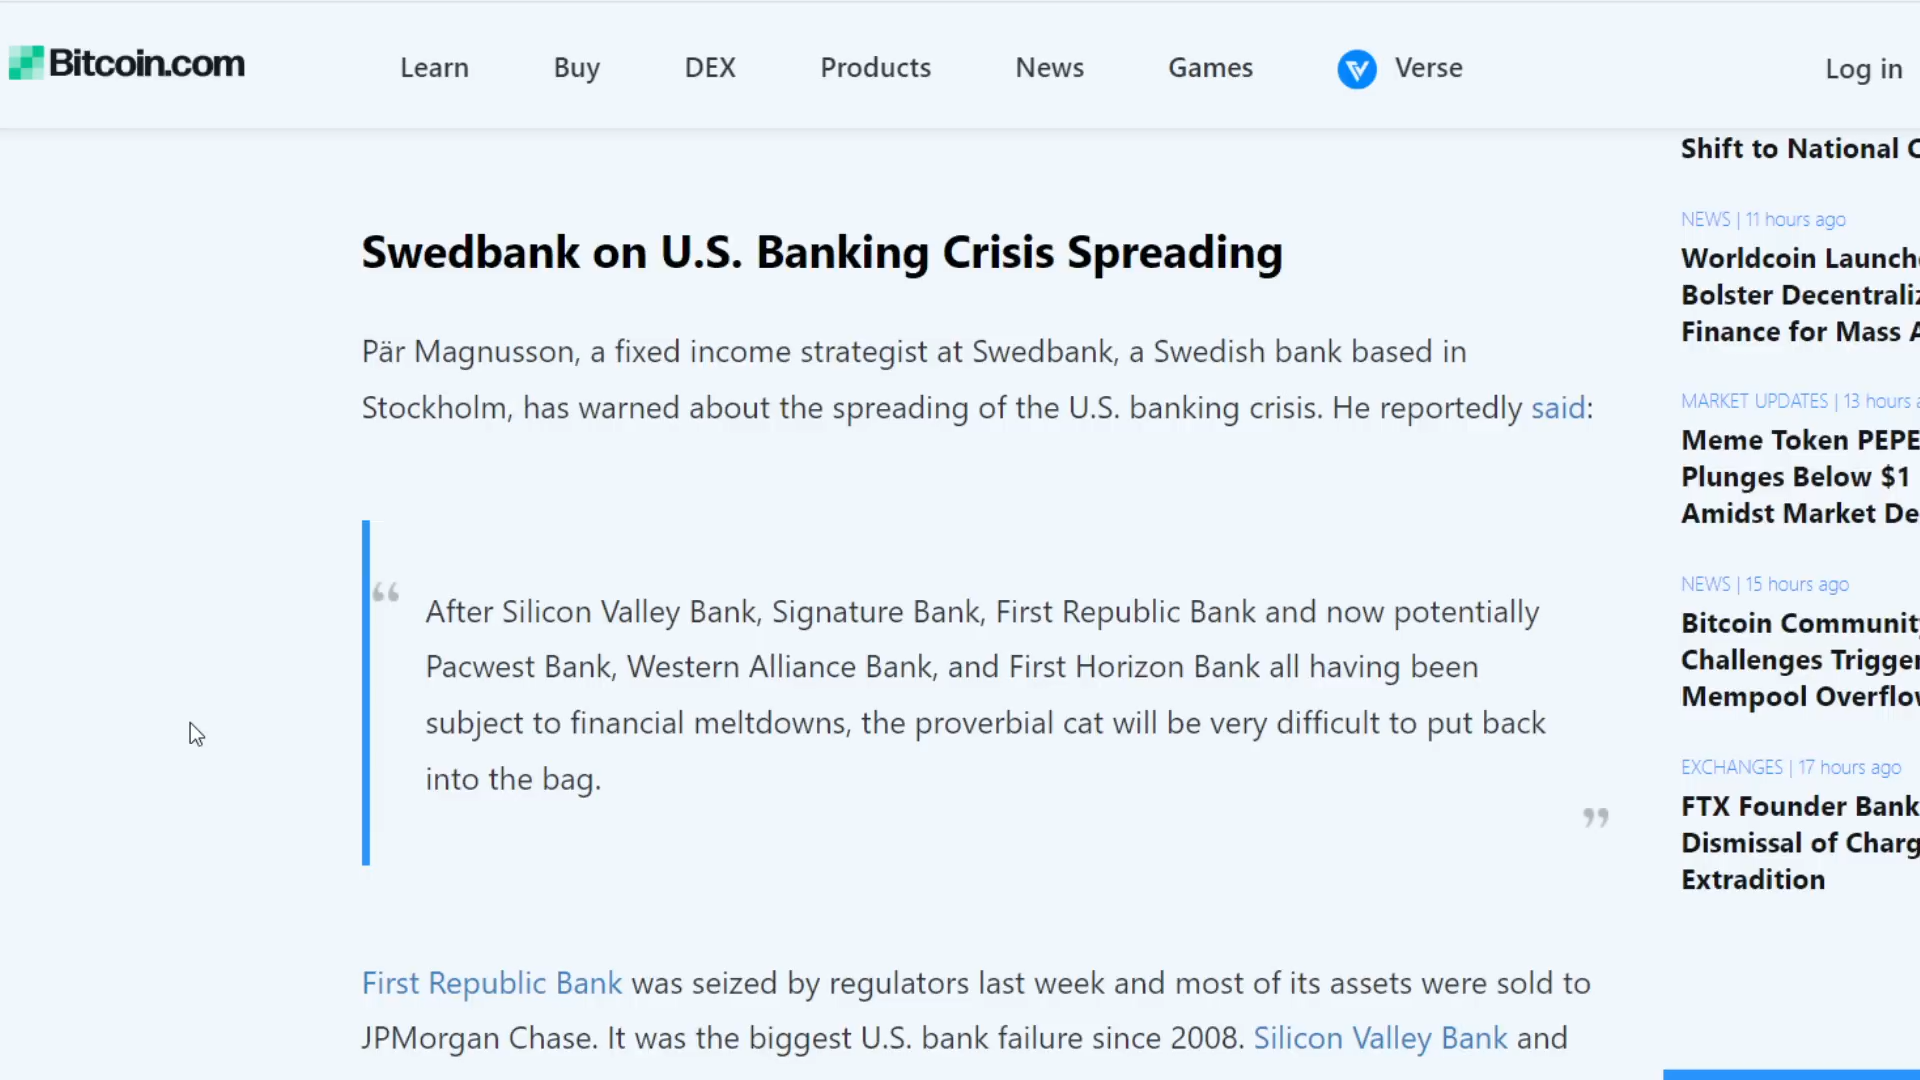 Bitcoin.com
Learn
Buy
DEX
Products
News
Games
Verse
Log in
Swedbank on U.S. Banking Crisis Spreading
Pär Magnusson, a fixed income strategist at Swedbank, a Swedish bank based in
Stockholm, has warned about the spreading of the U.S. banking crisis. He reportedly said:
“
After Silicon Valley Bank, Signature Bank, First Republic Bank and now potentially
Pacwest Bank, Western Alliance Bank, and First Horizon Bank all having been
subject to financial meltdowns, the proverbial cat will be very difficult to put back
into the bag.
”
First Republic Bank was seized by regulators last week and most of its assets were sold to
JPMorgan Chase. It was the biggest U.S. bank failure since 2008. Silicon Valley Bank and
Shift to National
NEWS | 11 hours ago
Worldcoin
Bolster
Finance for Mass
MARKET UPDATES | 13 hours
Meme Token PEPE
Plunges Below $1
Amidst Market
NEWS | 15 hours ago
Bitcoin
Challenges
Mempool
EXCHANGES | 17 hours ago
FTX Founder
Dismissal of
Extradition